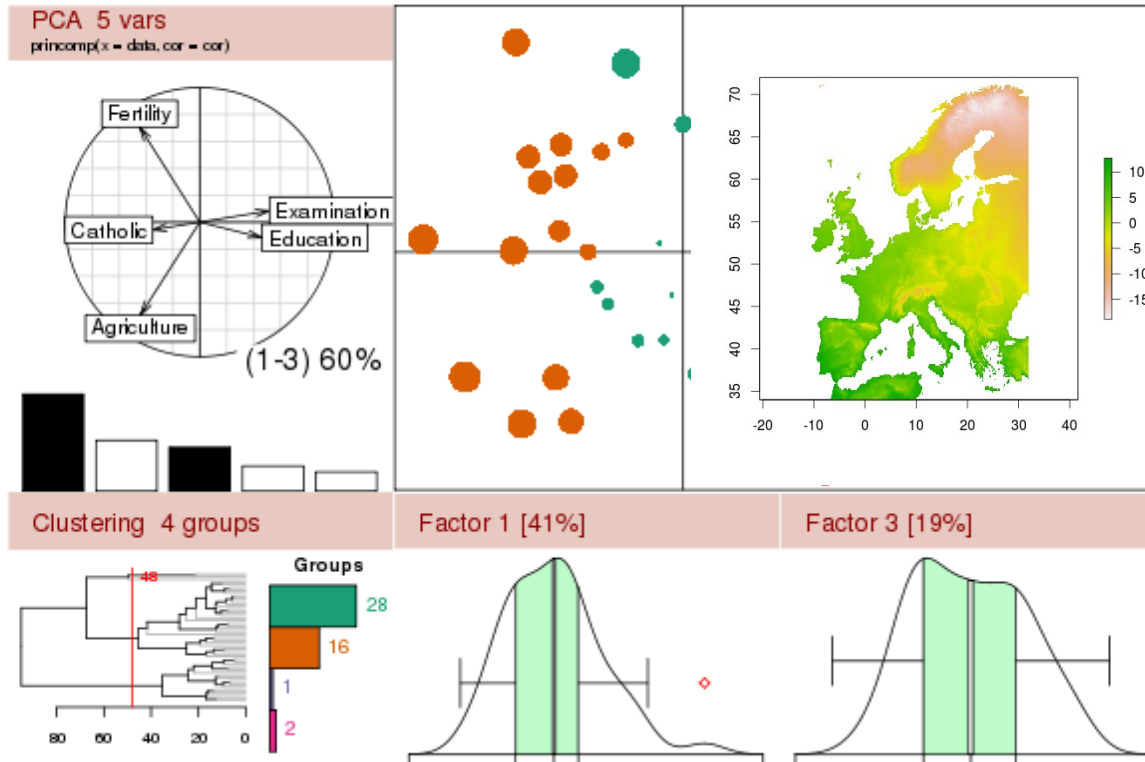 PCA 5 vars
princomp(x = data, cor = cor)
Fertility
Examination
Catholic
Education
Agriculture
(1-3) 60%
70
65
60
55
50
45
40
35
-20 -10 0 10 20 30 40
10
5
0
-5
-10
-15
Clustering 4 groups
Factor 1 [41%]
Factor 3 [19%]
48
Groups
28
16
1
2
80 60 40 20 0